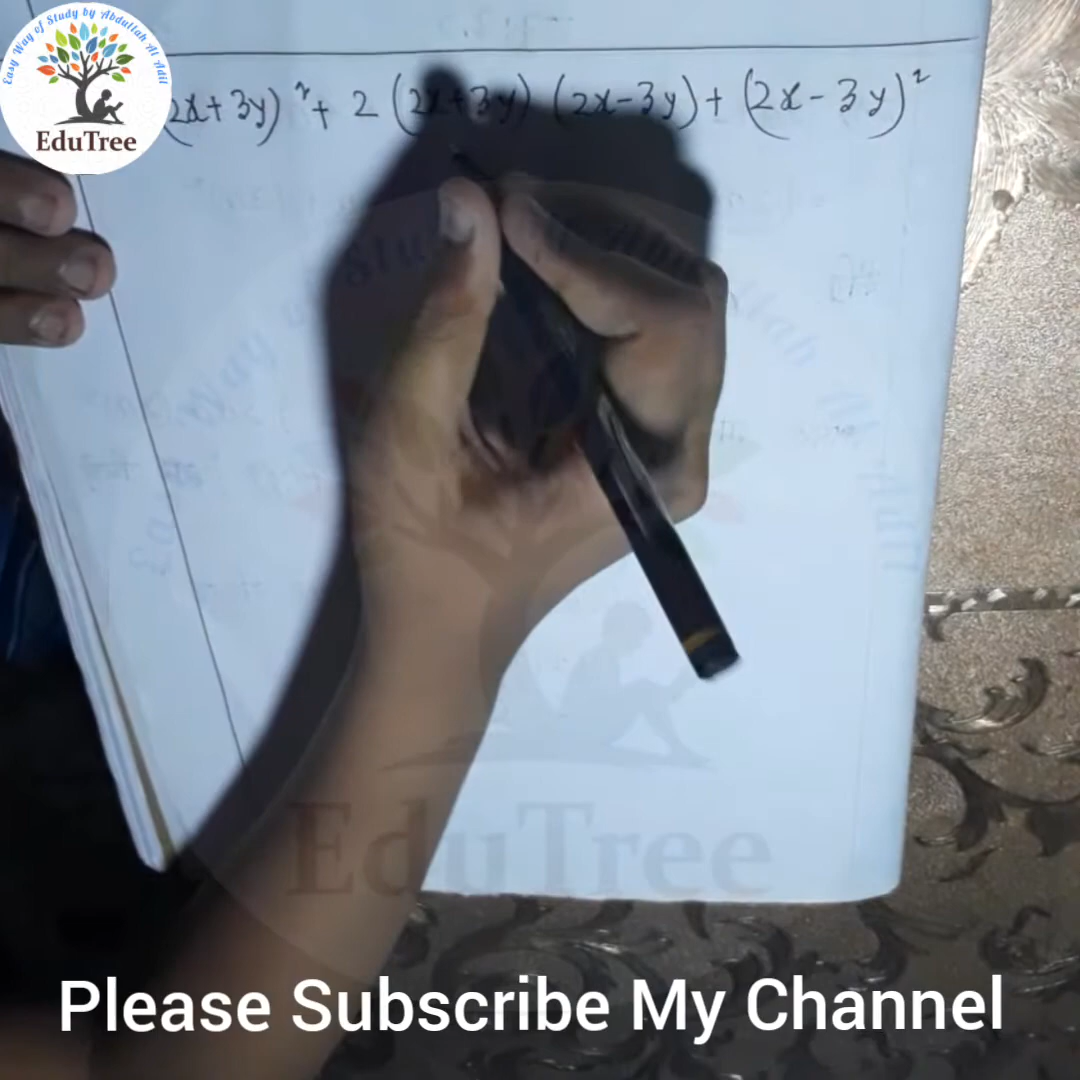 Easy Way of Study by Abdullah Al Adil
EduTree
(2x+3y)²+ 2 (2x+3y) (2x-3y)+ (2x-3y)²
EduTree
Please Subscribe My Channel